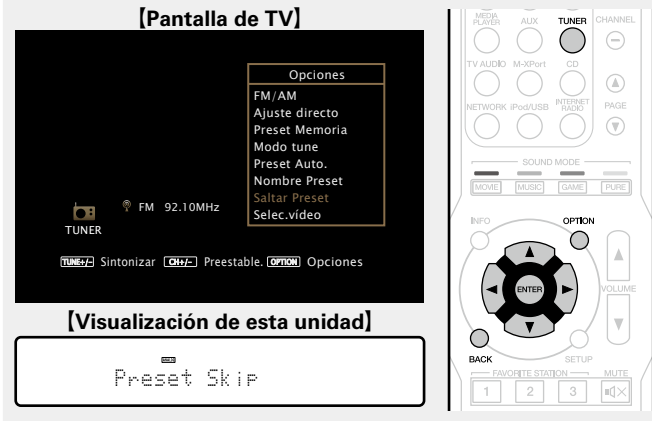 【Pantalla de TV】
Opciones
FM/AM
Ajuste directo
Preset Memoria
Modo tune
Preset Auto.
Nombre Preset
Saltar Preset
Selec.vídeo
FM 92.10MHz
TUNER
TUNE+/- Sintonizar CH+/- Preestable. OPTION Opciones
【Visualización de esta unidad】
Preset Skip
MEDIA PLAYER AUX TUNER CHANNEL
TV AUDIO M-XPort CD
NETWORK iPod/USB INTERNET RADIO PAGE
SOUND MODE
MOVIE MUSIC GAME PURE
INFO OPTION
ENTER
VOLUME
BACK SETUP
FAVORITE STATION MUTE
1 2 3